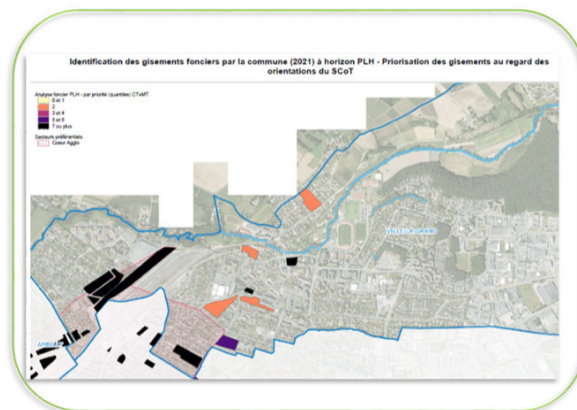 Identification des gisements fonciers par la commune (2021) à horizon PLH - Priorisation des gisements au regard des
orientations du SCoT
Analyse foncier PLH - par priorité (quantiles) CT+MT
0 et 1
2
3 et 4
5 et 6
7 ou plus
Secteurs préférentiels
Coeur Agglo
VILLE-LA-GRAND